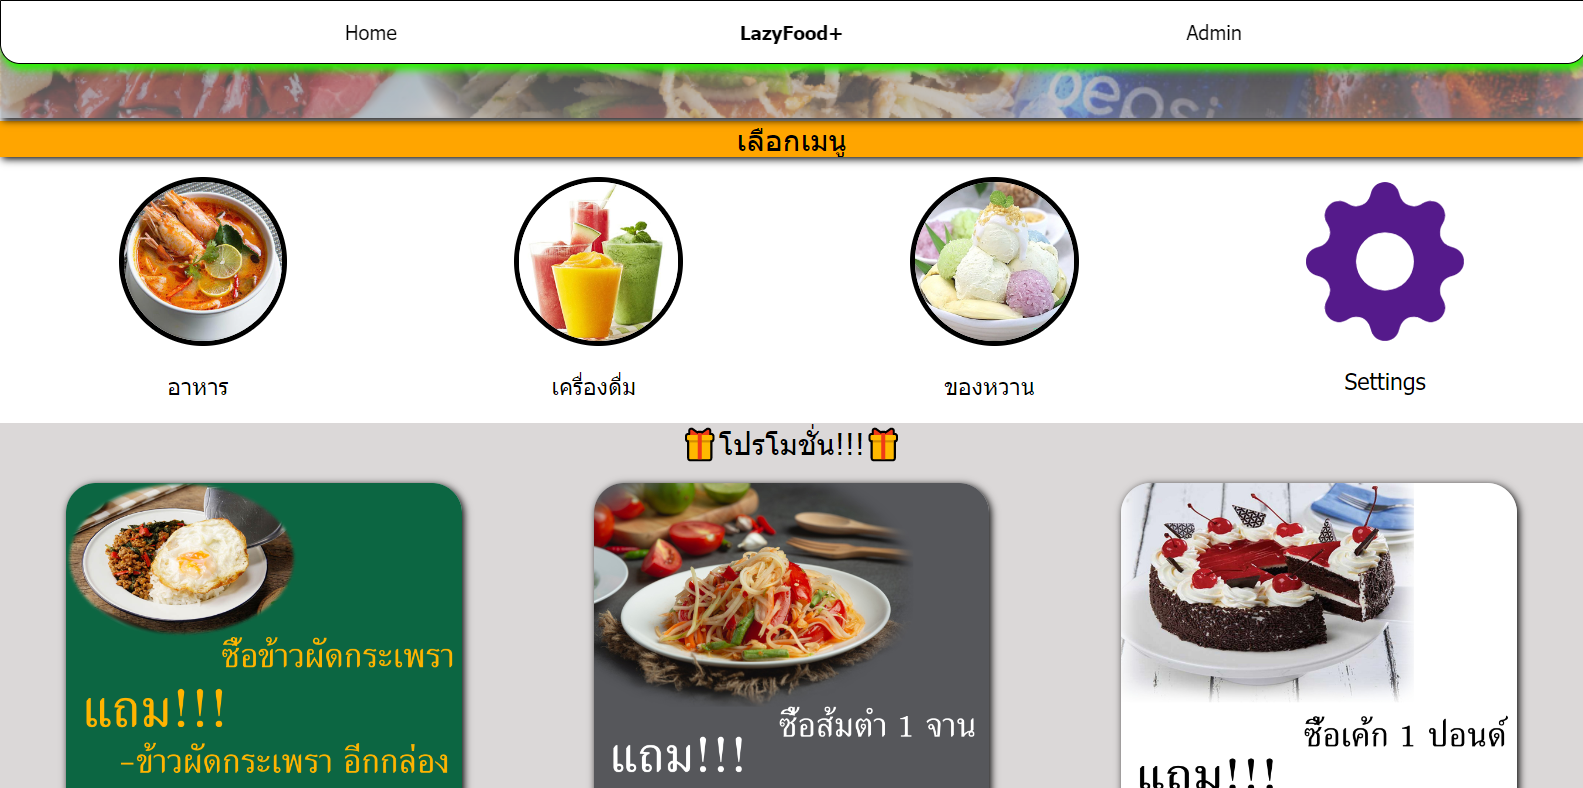 Home
LazyFood+
Admin
pepsi
เลือกเมนู
อาหาร
เครื่องดื่ม
ของหวาน
Settings
โปรโมชั่น!!!
ซื้อข้าวผัดกระเพรา
แถม!!!
-ข้าวผัดกระเพรา อีกกล่อง
ซื้อส้มตำ 1 จาน
แถม!!!
ซื้อเค้ก 1 ปอนด์
แถม!!!